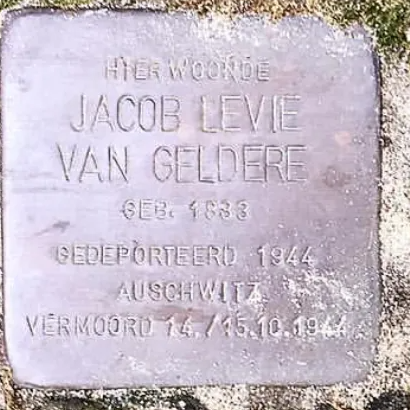 HIER WOONDE
JACOB LEVIE
VAN GELDERE
GEB. 1883
GEDEPORTEERD 1944
AUSCHWITZ
VERMOORD 14./15.10.1944